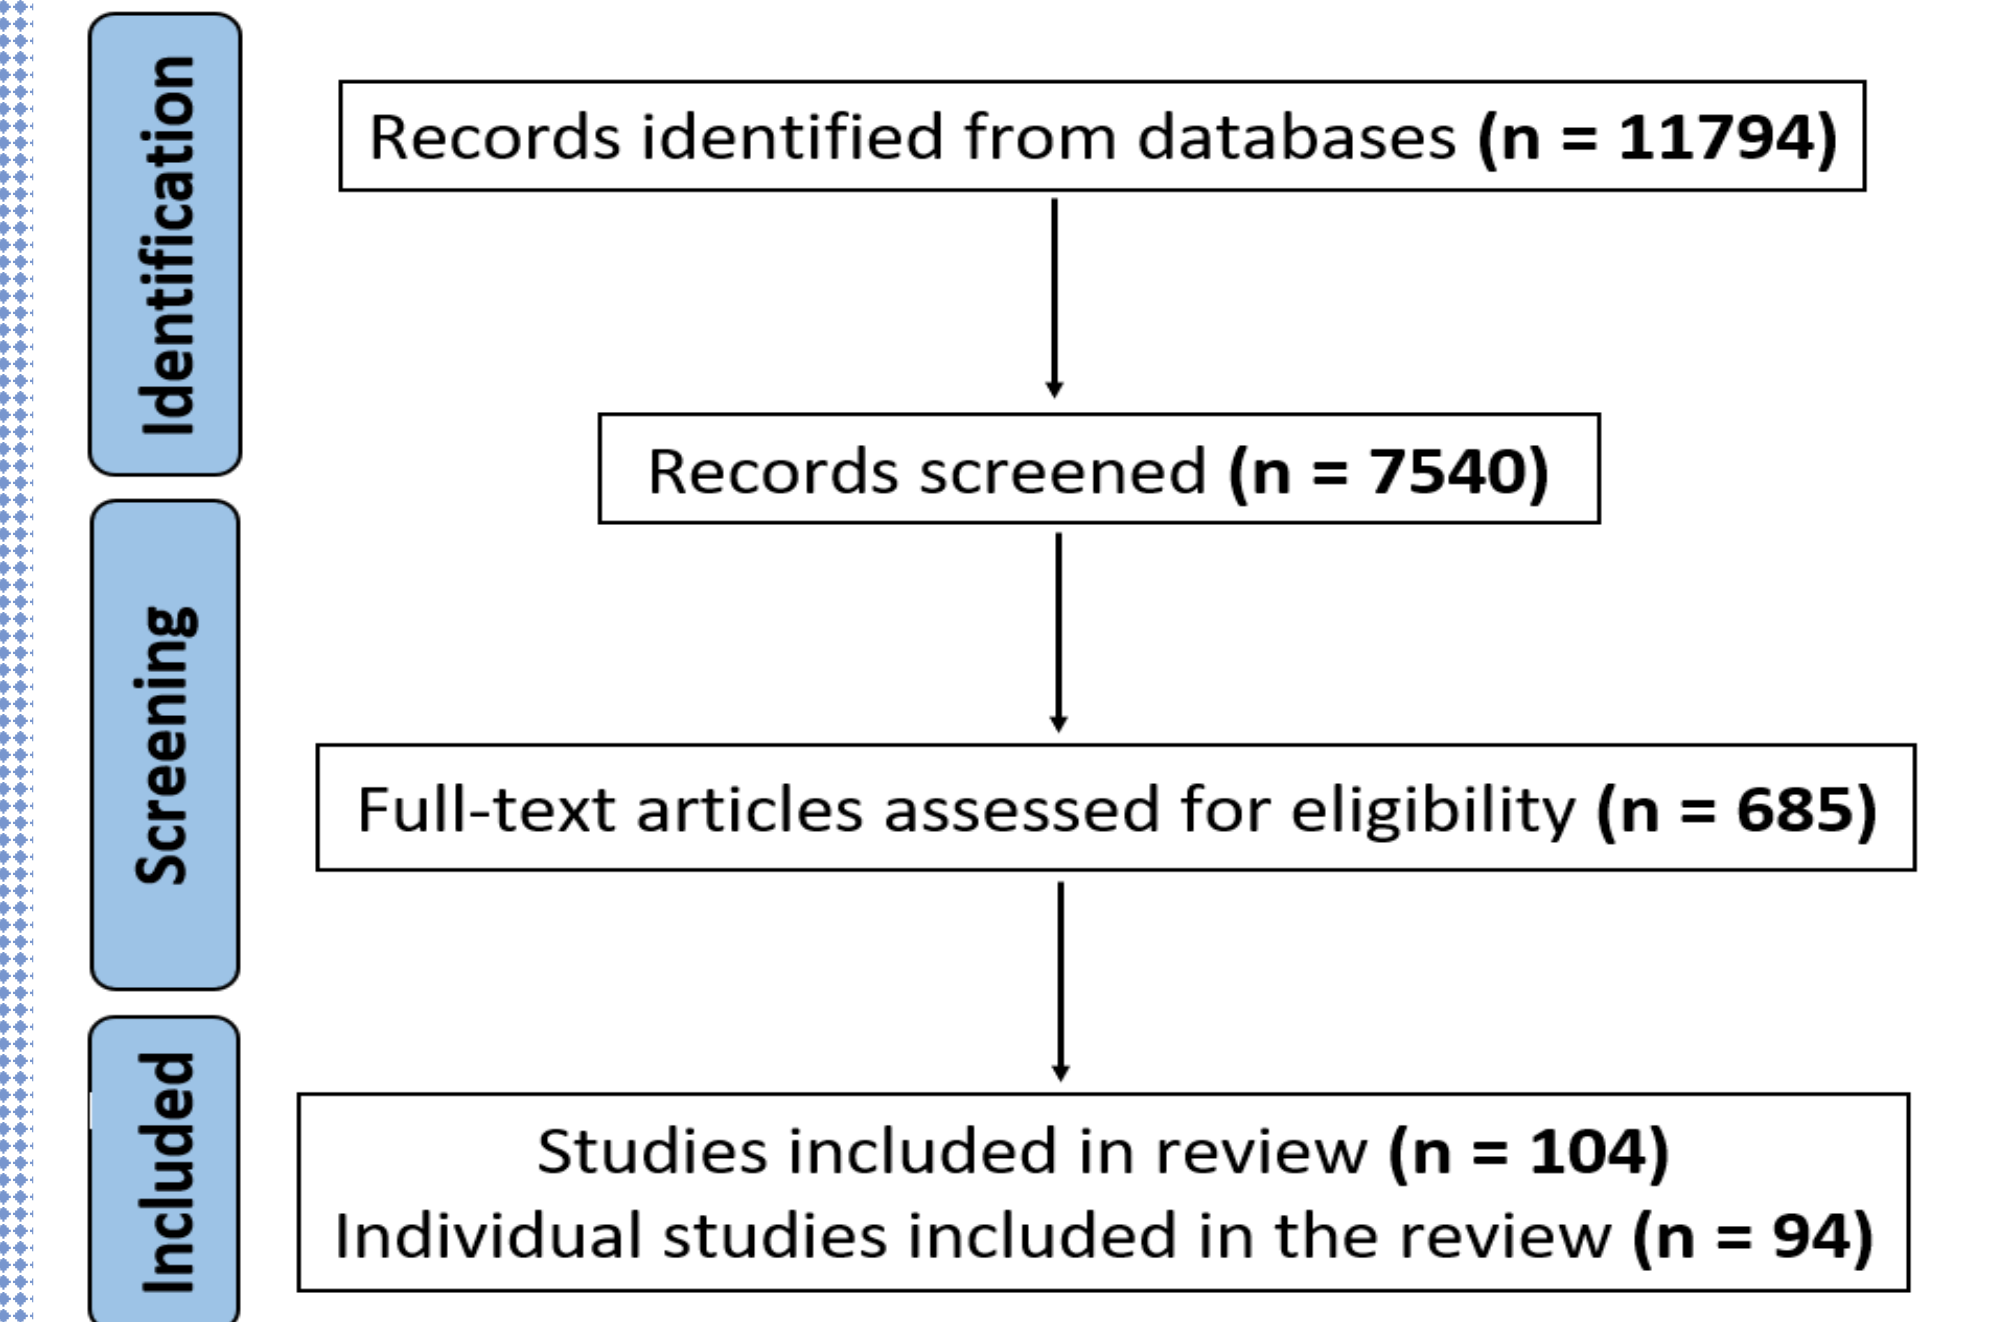 Identification
Records identified from databases (n = 11794)
Records screened (n = 7540)
Screening
Full-text articles assessed for eligibility (n = 685)
Included
Studies included in review (n = 104)
Individual studies included in the review (n = 94)